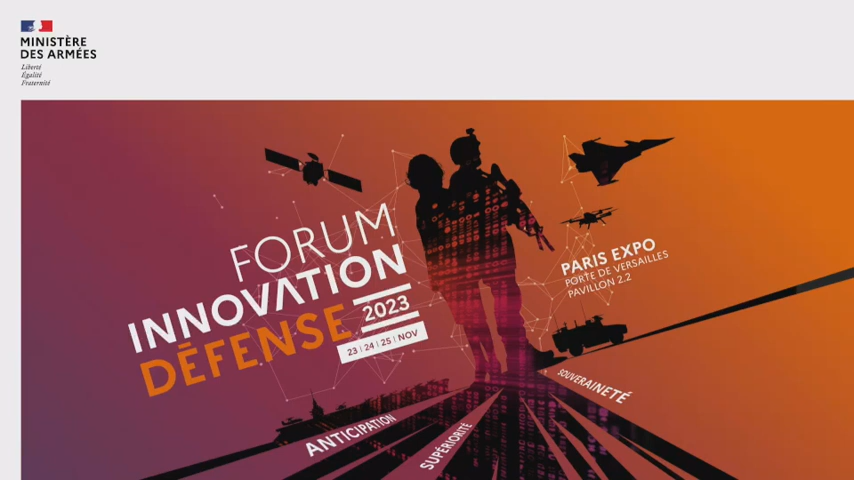 MINISTÈRE
DES ARMÉES
Liberté
Égalité
Fraternité
FORUM
INNOVATION
DÉFENSE
2023
23 | 24 | 25 | NOV
PARIS EXPO
PORTE DE VERSAILLES
PAVILLON 2.2
SOUVERAINETÉ
ANTICIPATION
SUPÉRIORITÉ